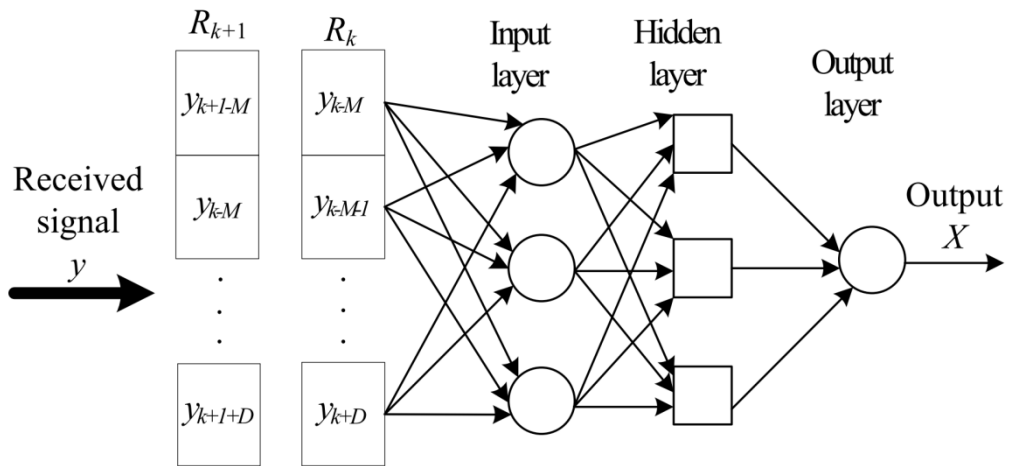 R_{k+1}
R_k
Input
layer
Hidden
layer
Output
layer
Received
signal
y
y_{k+1-M}
y_{k-M}
.
.
.
y_{k+1+D}
y_{k-M}
y_{k-M-1}
.
.
.
y_{k+D}
Output
X